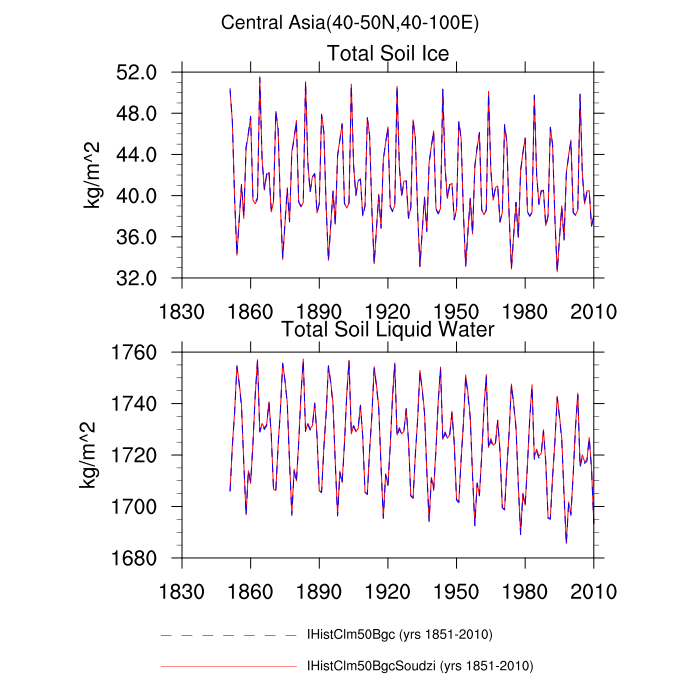 Central Asia(40-50N,40-100E)
Total Soil Ice
52.0
48.0
44.0
40.0
36.0
32.0
kg/m^2
1830 1860 1890 1920 1950 1980 2010
Total Soil Liquid Water
1760
1740
1720
1700
1680
kg/m^2
1830 1860 1890 1920 1950 1980 2010
IHistClm50Bgc (yrs 1851-2010)
IHistClm50BgcSoudzi (yrs 1851-2010)